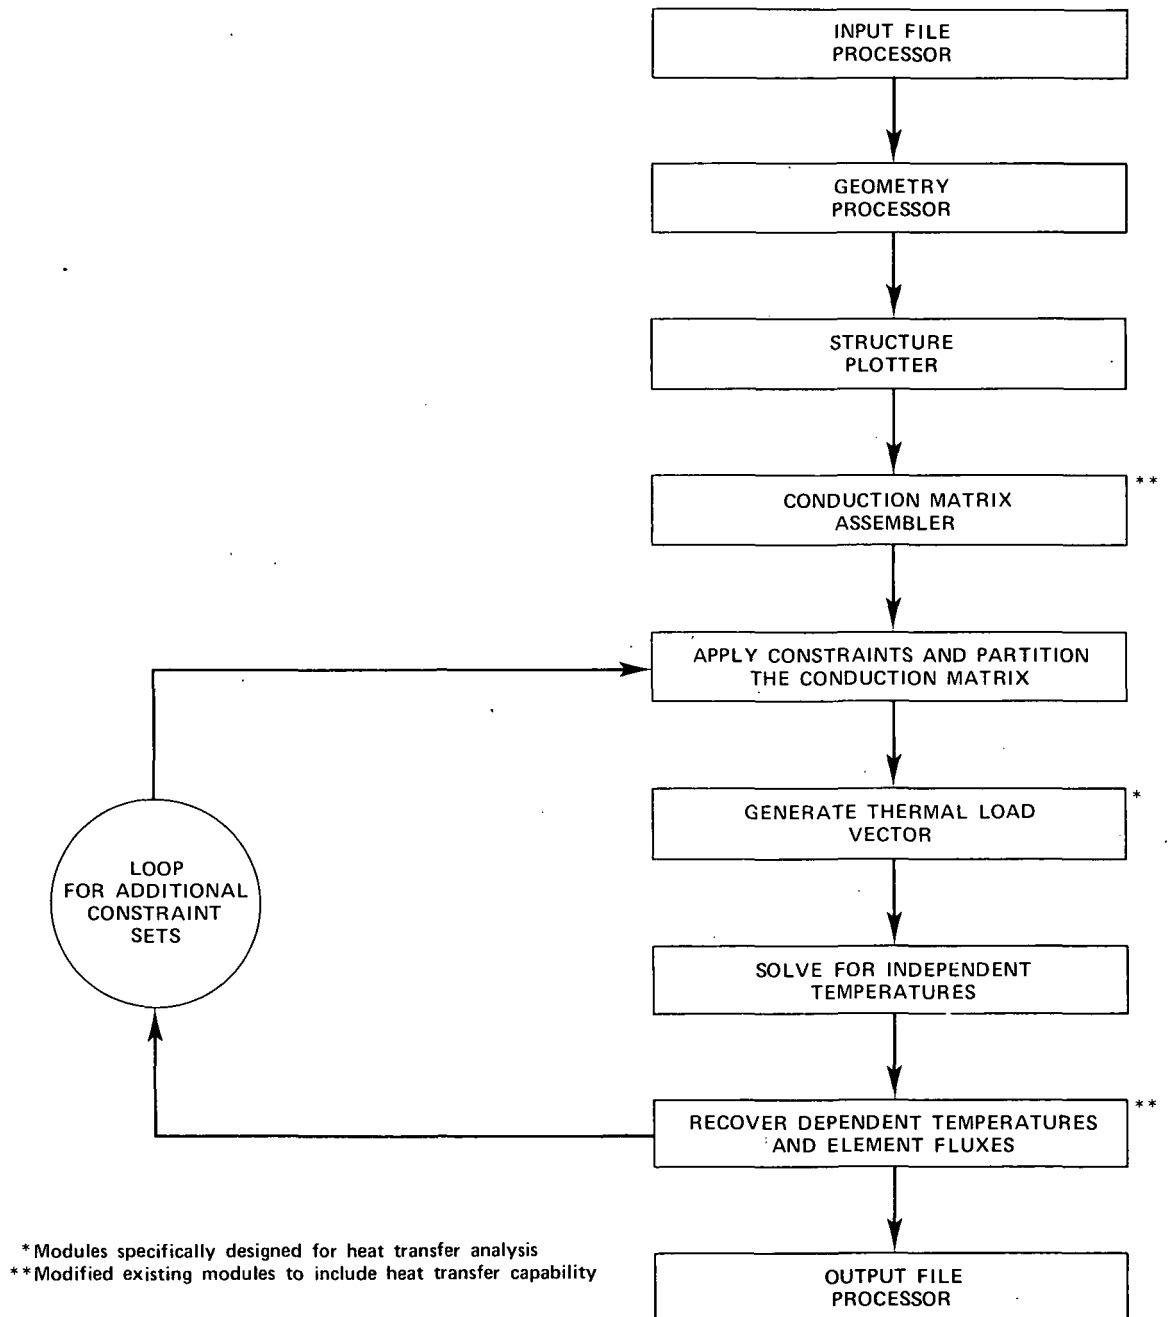 INPUT FILE
PROCESSOR
GEOMETRY
PROCESSOR
STRUCTURE
PLOTTER
CONDUCTION MATRIX
ASSEMBLER
**
APPLY CONSTRAINTS AND PARTITION
THE CONDUCTION MATRIX
GENERATE THERMAL LOAD
VECTOR
*
LOOP
FOR ADDITIONAL
CONSTRAINT
SETS
SOLVE FOR INDEPENDENT
TEMPERATURES
RECOVER DEPENDENT TEMPERATURES
AND ELEMENT FLUXES
**
*Modules specifically designed for heat transfer analysis
**Modified existing modules to include heat transfer capability
OUTPUT FILE
PROCESSOR